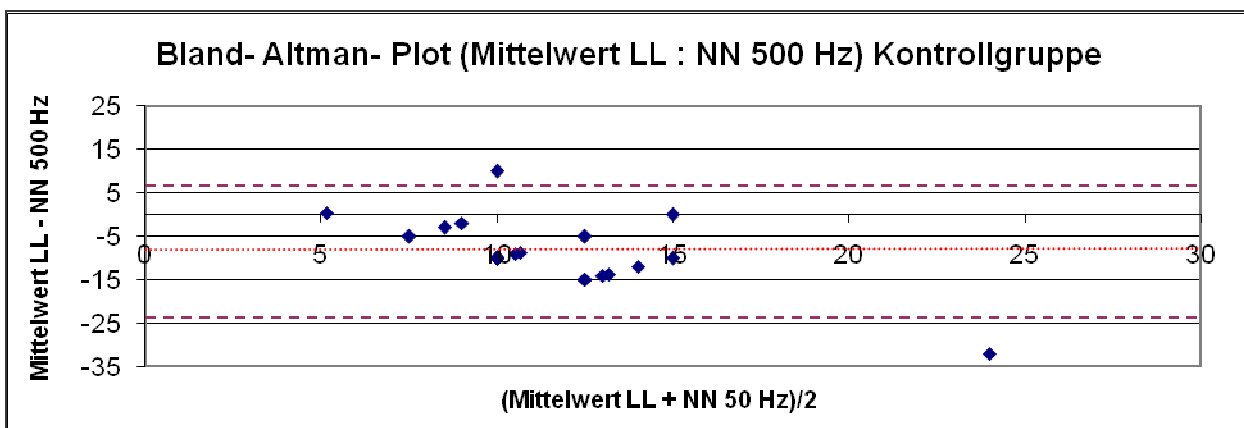 Bland- Altman- Plot (Mittelwert LL : NN 500 Hz) Kontrollgruppe
Mittelwert LL - NN 500 Hz
25
15
5
-5
-15
-25
-35
0 5 10 15 20 25 30
(Mittelwert LL + NN 50 Hz)/2